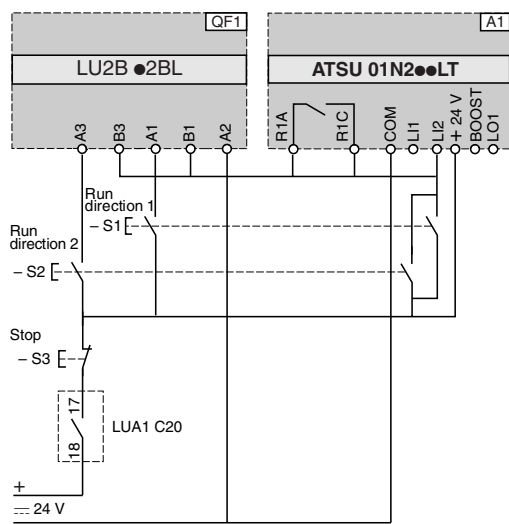 QF1
A1
LU2B ●2BL
ATSU 01N2●●LT
A3
B3
A1
B1
A2
R1A
R1C
COM
LI1
LI2
+ 24 V
BOOST
LO1
Run
direction 1
– S1
Run
direction 2
– S2
Stop
– S3
17
18
LUA1 C20
+
24 V